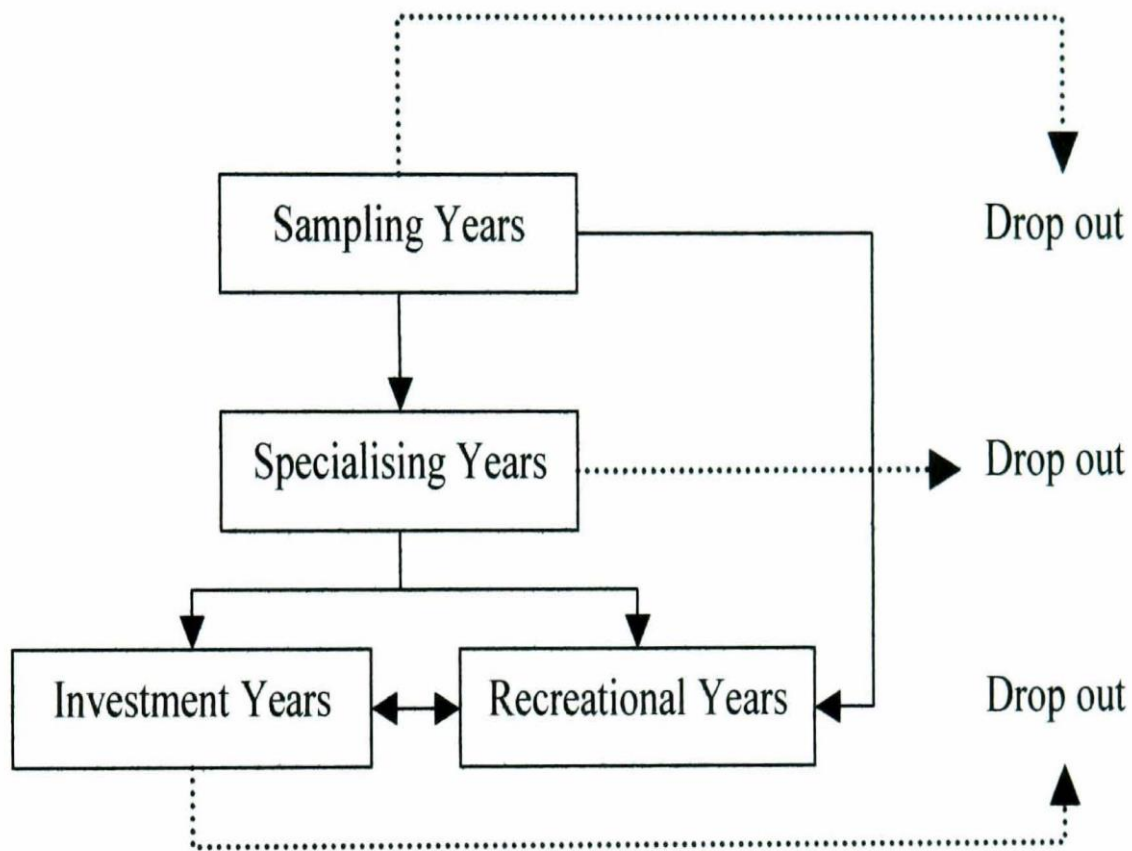 Sampling Years
Drop out
Specialising Years
Drop out
Investment Years
Recreational Years
Drop out